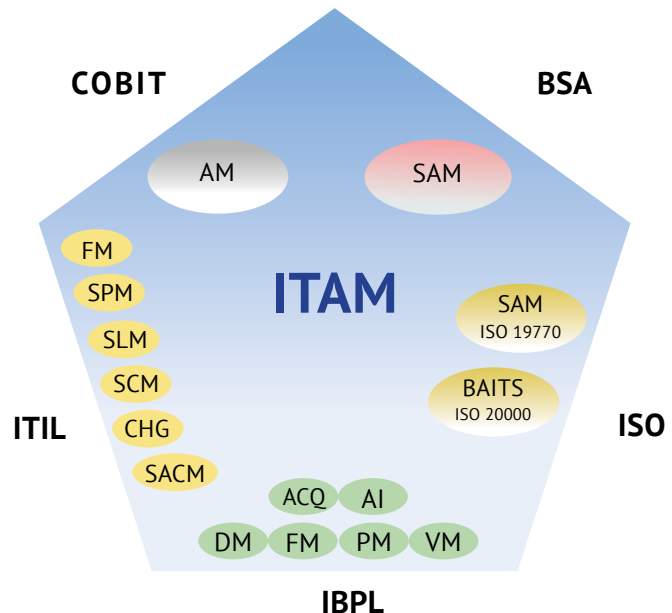 COBIT
BSA
AM
SAM
FM
SPM
SLM
SCM
CHG
SACM
ITAM
SAM
ISO 19770
BAITS
ISO 20000
ITIL
ISO
ACQ
AI
DM
FM
PM
VM
IBPL